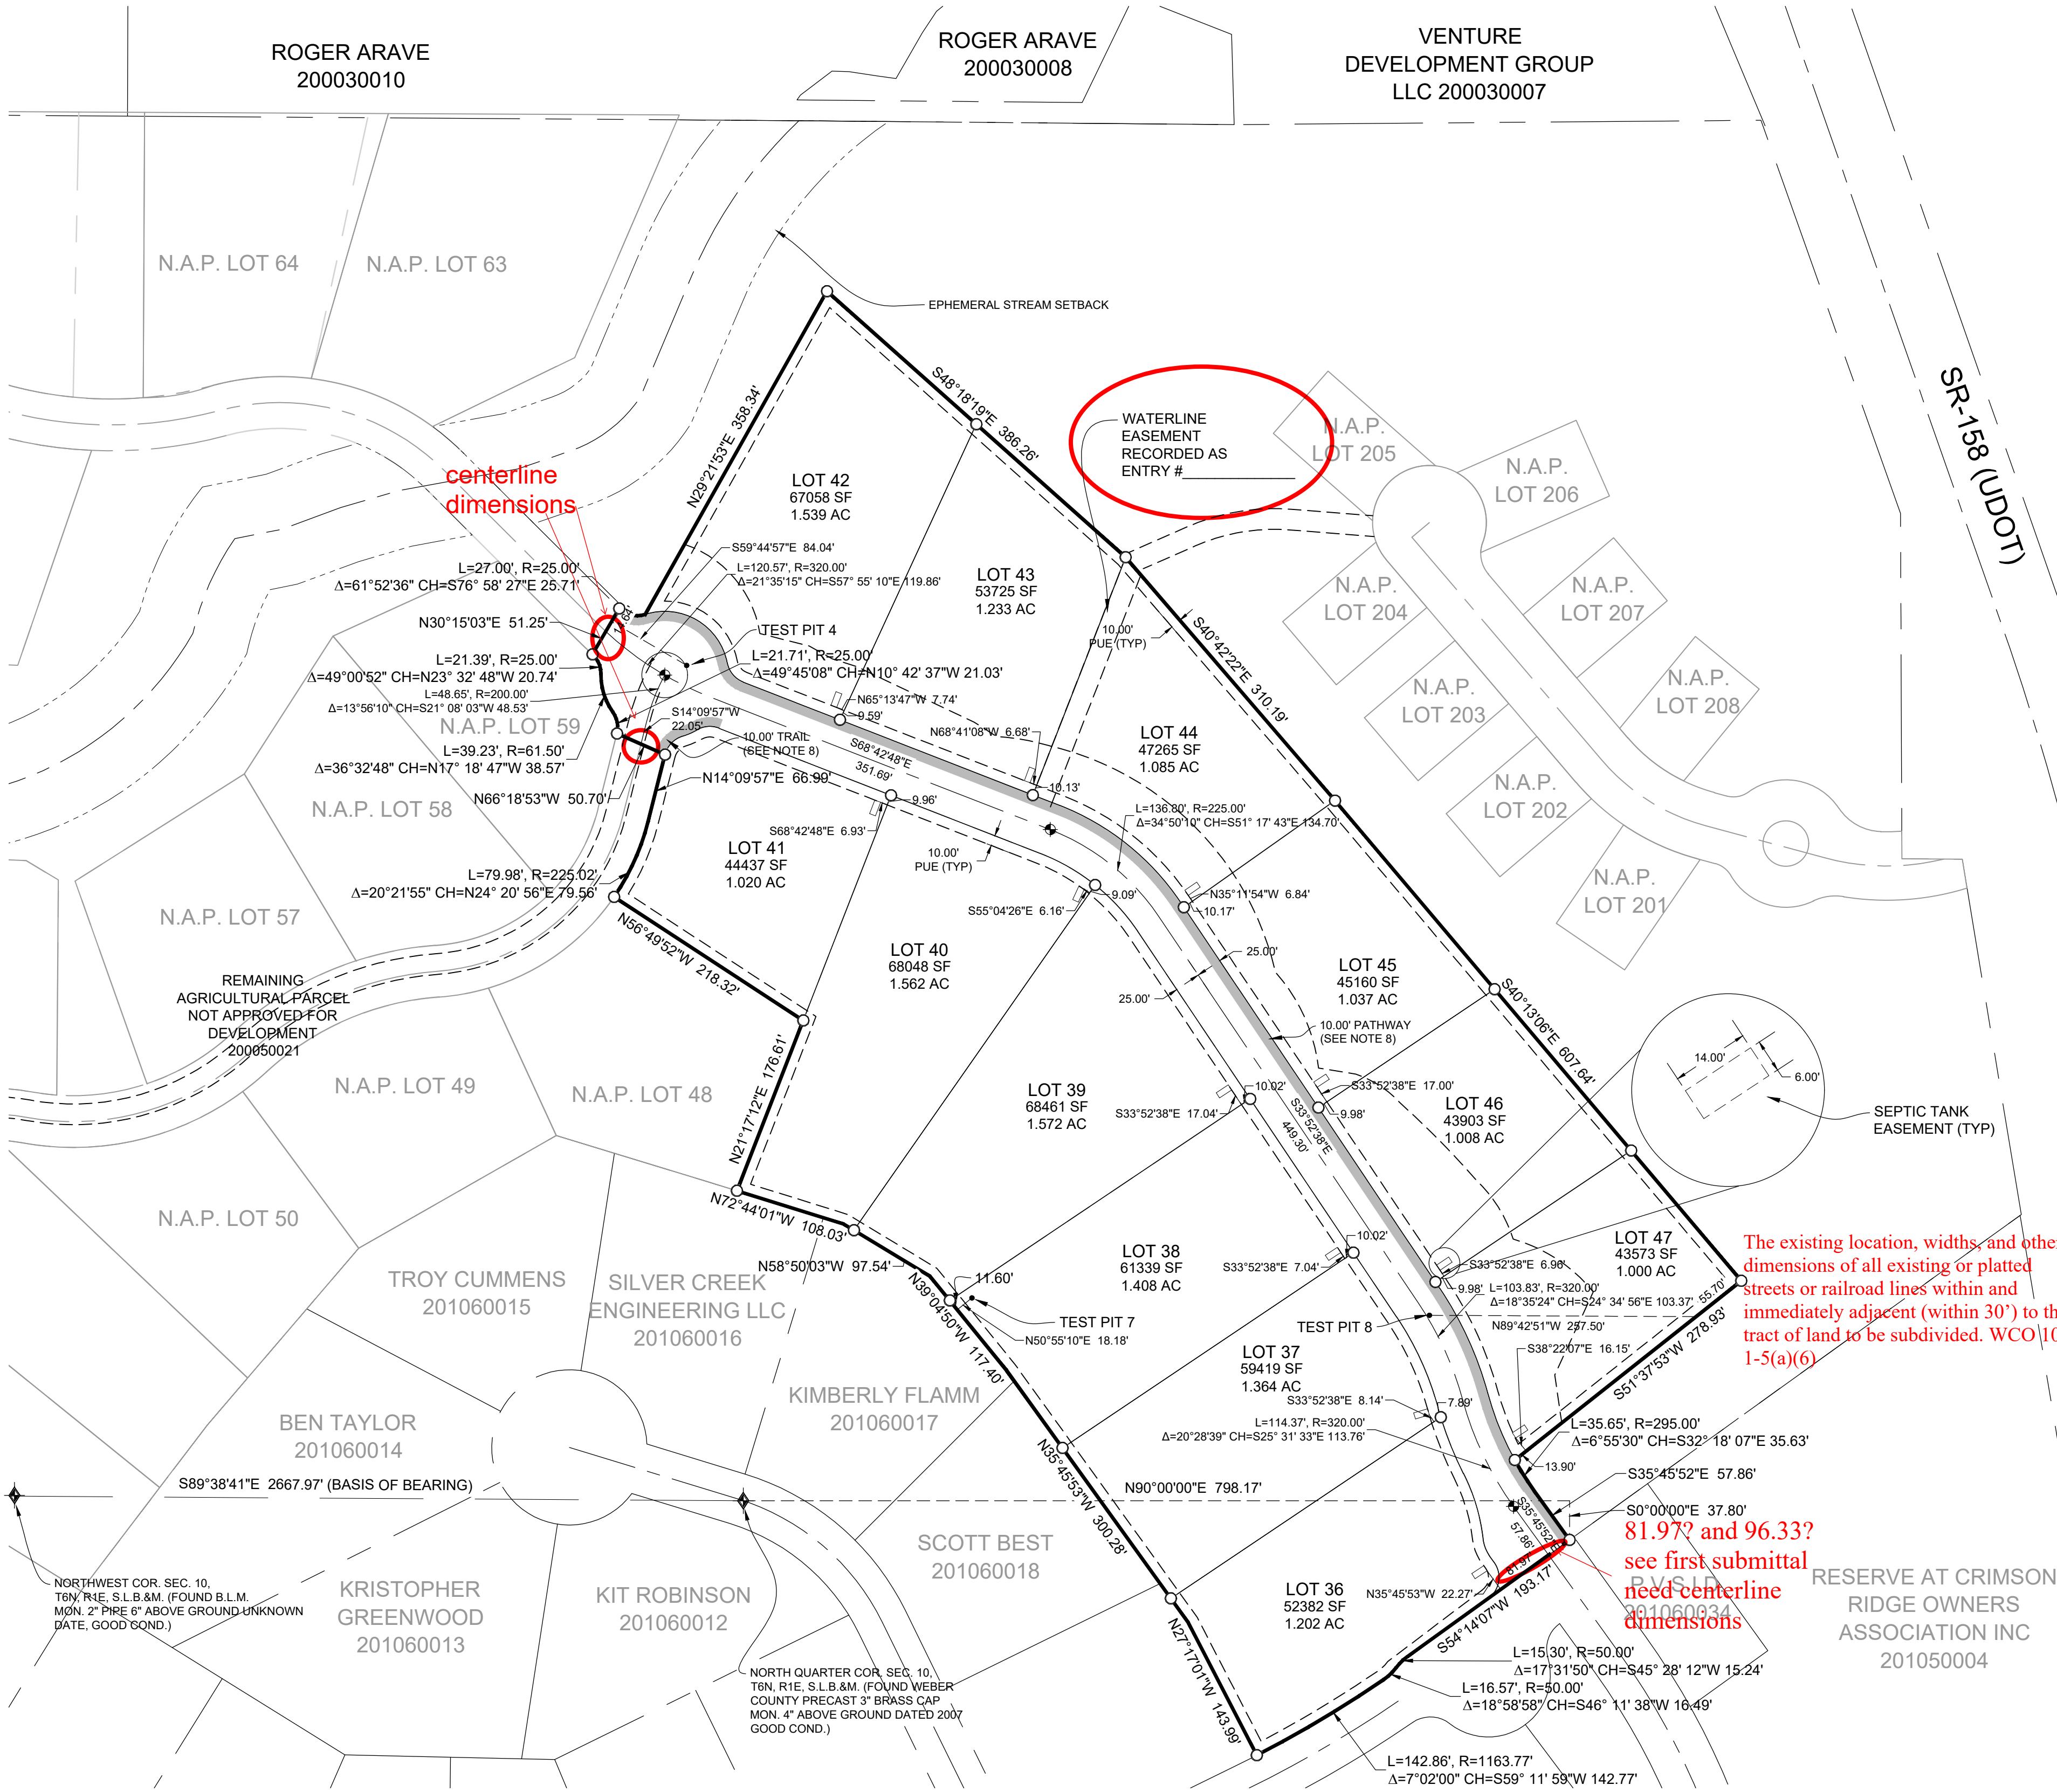 ROGER ARAVE
200030010
ROGER ARAVE
200030008
VENTURE
DEVELOPMENT GROUP
LLC 200030007
SR-158 (UDOT)
N.A.P. LOT 64
N.A.P. LOT 63
EPHEMERAL STREAM SETBACK
N29°21'53"E 358.34'
S48°18'19"E 386.26'
WATERLINE
EASEMENT
RECORDED AS
ENTRY #____________
N.A.P.
LOT 205
N.A.P.
LOT 206
N.A.P.
LOT 204
N.A.P.
LOT 207
N.A.P.
LOT 203
N.A.P.
LOT 208
N.A.P.
LOT 202
N.A.P.
LOT 201
centerline
dimensions
LOT 42
67058 SF
1.539 AC
S59°44'57"E 84.04'
L=120.57', R=320.00'
Δ=21°35'15" CH=S57° 55' 10"E 119.86'
L=27.00', R=25.00'
Δ=61°52'36" CH=S76° 58' 27"E 25.71'
N30°15'03"E 51.25'
14.64'
L=21.39', R=25.00'
Δ=49°00'52" CH=N23° 32' 48"W 20.74'
L=48.65', R=200.00'
Δ=13°56'10" CH=S21° 08' 03"W 48.53'
N.A.P. LOT 59
L=39.23', R=61.50'
Δ=36°32'48" CH=N17° 18' 47"W 38.57'
N66°18'53"W 50.70'
N.A.P. LOT 58
TEST PIT 4
L=21.71', R=25.00'
Δ=49°45'08" CH=N10° 42' 37"W 21.03'
S14°09'57"W
22.05'
10.00' TRAIL
(SEE NOTE 8)
N14°09'57"E 66.99'
N65°13'47"W 7.74'
9.59'
LOT 43
53725 SF
1.233 AC
10.00'
PUE (TYP)
S40°42'22"E 310.19'
N68°41'08"W 6.68'
10.13'
LOT 44
47265 SF
1.085 AC
S68°42'48"E
351.69'
9.96'
S68°42'48"E 6.93'
10.00'
PUE (TYP)
L=136.80', R=225.00'
Δ=34°50'10" CH=S51° 17' 43"E 134.70'
LOT 41
44437 SF
1.020 AC
L=79.98', R=225.02'
Δ=20°21'55" CH=N24° 20' 56"E 79.56'
N56°49'52"W 218.32'
N.A.P. LOT 57
9.09'
S55°04'26"E 6.16'
N35°11'54"W 6.84'
10.17'
25.00'
25.00'
LOT 40
68048 SF
1.562 AC
LOT 45
45160 SF
1.037 AC
S40°13'06"E 607.64'
REMAINING
AGRICULTURAL PARCEL
NOT APPROVED FOR
DEVELOPMENT
200050021
10.00' PATHWAY
(SEE NOTE 8)
14.00'
6.00'
SEPTIC TANK
EASEMENT (TYP)
N.A.P. LOT 49
N.A.P. LOT 48
N21°17'12"E 176.61'
LOT 39
68461 SF
1.572 AC
10.02'
S33°52'38"E 17.04'
S33°52'38"E 17.00'
9.98'
S33°52'38"E
449.30'
LOT 46
43903 SF
1.008 AC
N.A.P. LOT 50
N72°44'01"W 108.03'
N58°50'03"W 97.54'
LOT 38
61339 SF
1.408 AC
10.02'
S33°52'38"E 7.04'
S33°52'38"E 6.96'
9.98'
LOT 47
43573 SF
1.000 AC
The existing location, widths, and othe
dimensions of all existing or platted
streets or railroad lines within and
immediately adjacent (within 30’) to th
tract of land to be subdivided. WCO 10
1-5(a)(6)
TROY CUMMENS
201060015
SILVER CREEK
ENGINEERING LLC
201060016
N39°04'50"W 117.40'
11.60'
TEST PIT 7
N50°55'10"E 18.18'
TEST PIT 8
L=103.83', R=320.00'
Δ=18°35'24" CH=S24° 34' 56"E 103.37'
55.70'
N89°42'51"W 257.50'
S51°37'53"W 278.93'
S38°22'07"E 16.15'
LOT 37
59419 SF
1.364 AC
S33°52'38"E 8.14'
7.89'
L=114.37', R=320.00'
Δ=20°28'39" CH=S25° 31' 33"E 113.76'
KIMBERLY FLAMM
201060017
BEN TAYLOR
201060014
L=35.65', R=295.00'
Δ=6°55'30" CH=S32° 18' 07"E 35.63'
13.90'
S35°45'52"E 57.86'
S0°00'00"E 37.80'
S89°38'41"E 2667.97' (BASIS OF BEARING)
N35°45'53"W 300.28'
N90°00'00"E 798.17'
S35°45'52"E
57.86'
81.97'
81.97? and 96.33?
see first submittal
need centerline
dimensions
P.V.S.I.D.
201060034
RESERVE AT CRIMSON
RIDGE OWNERS
ASSOCIATION INC
201050004
SCOTT BEST
201060018
NORTHWEST COR. SEC. 10,
T6N, R1E, S.L.B.&M. (FOUND B.L.M.
MON. 2" PIPE 6" ABOVE GROUND UNKNOWN
DATE, GOOD COND.)
KRISTOPHER
GREENWOOD
201060013
KIT ROBINSON
201060012
LOT 36
52382 SF
1.202 AC
N35°45'53"W 22.27'
S54°14'07"W 193.17'
N27°17'01"W 143.99'
NORTH QUARTER COR. SEC. 10,
T6N, R1E, S.L.B.&M. (FOUND WEBER
COUNTY PRECAST 3" BRASS CAP
MON. 4" ABOVE GROUND DATED 2007
GOOD COND.)
L=15.30', R=50.00'
Δ=17°31'50" CH=S45° 28' 12"W 15.24'
L=16.57', R=50.00'
Δ=18°58'58" CH=S46° 11' 38"W 16.49'
L=142.86', R=1163.77'
Δ=7°02'00" CH=S59° 11' 59"W 142.77'